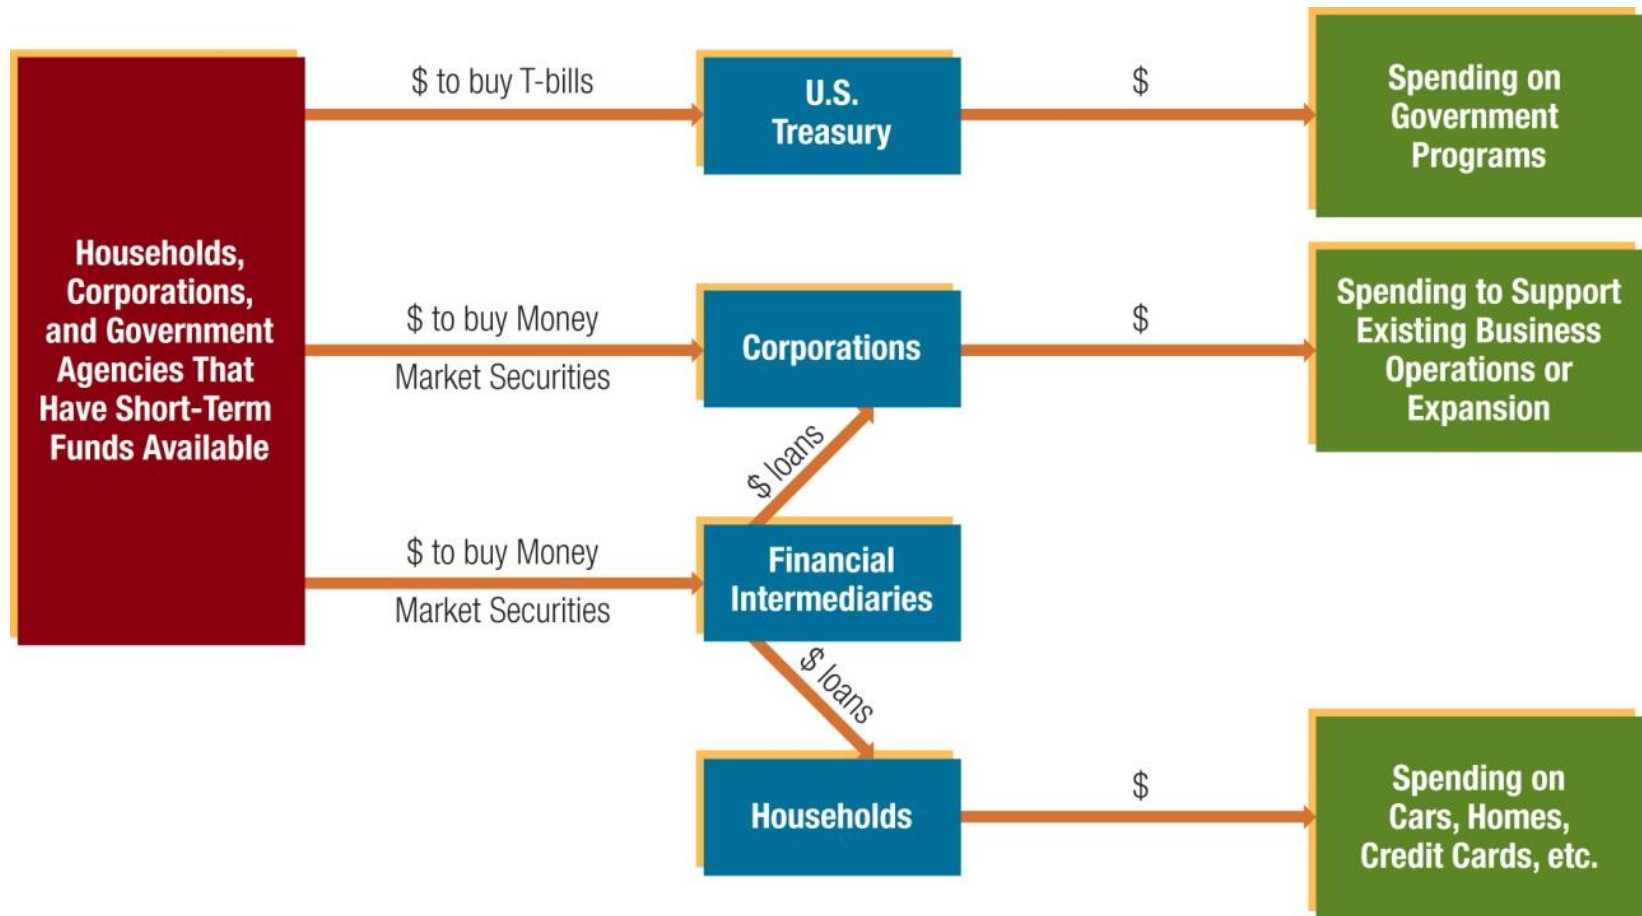 $ to buy T-bills
U.S.
Treasury
$
Spending on
Government
Programs
Households,
Corporations,
and Government
Agencies That
Have Short-Term
Funds Available
$ to buy Money
Market Securities
Corporations
$
Spending to Support
Existing Business
Operations or
Expansion
$ loans
$ to buy Money
Market Securities
Financial
Intermediaries
$ loans
Households
$
Spending on
Cars, Homes,
Credit Cards, etc.